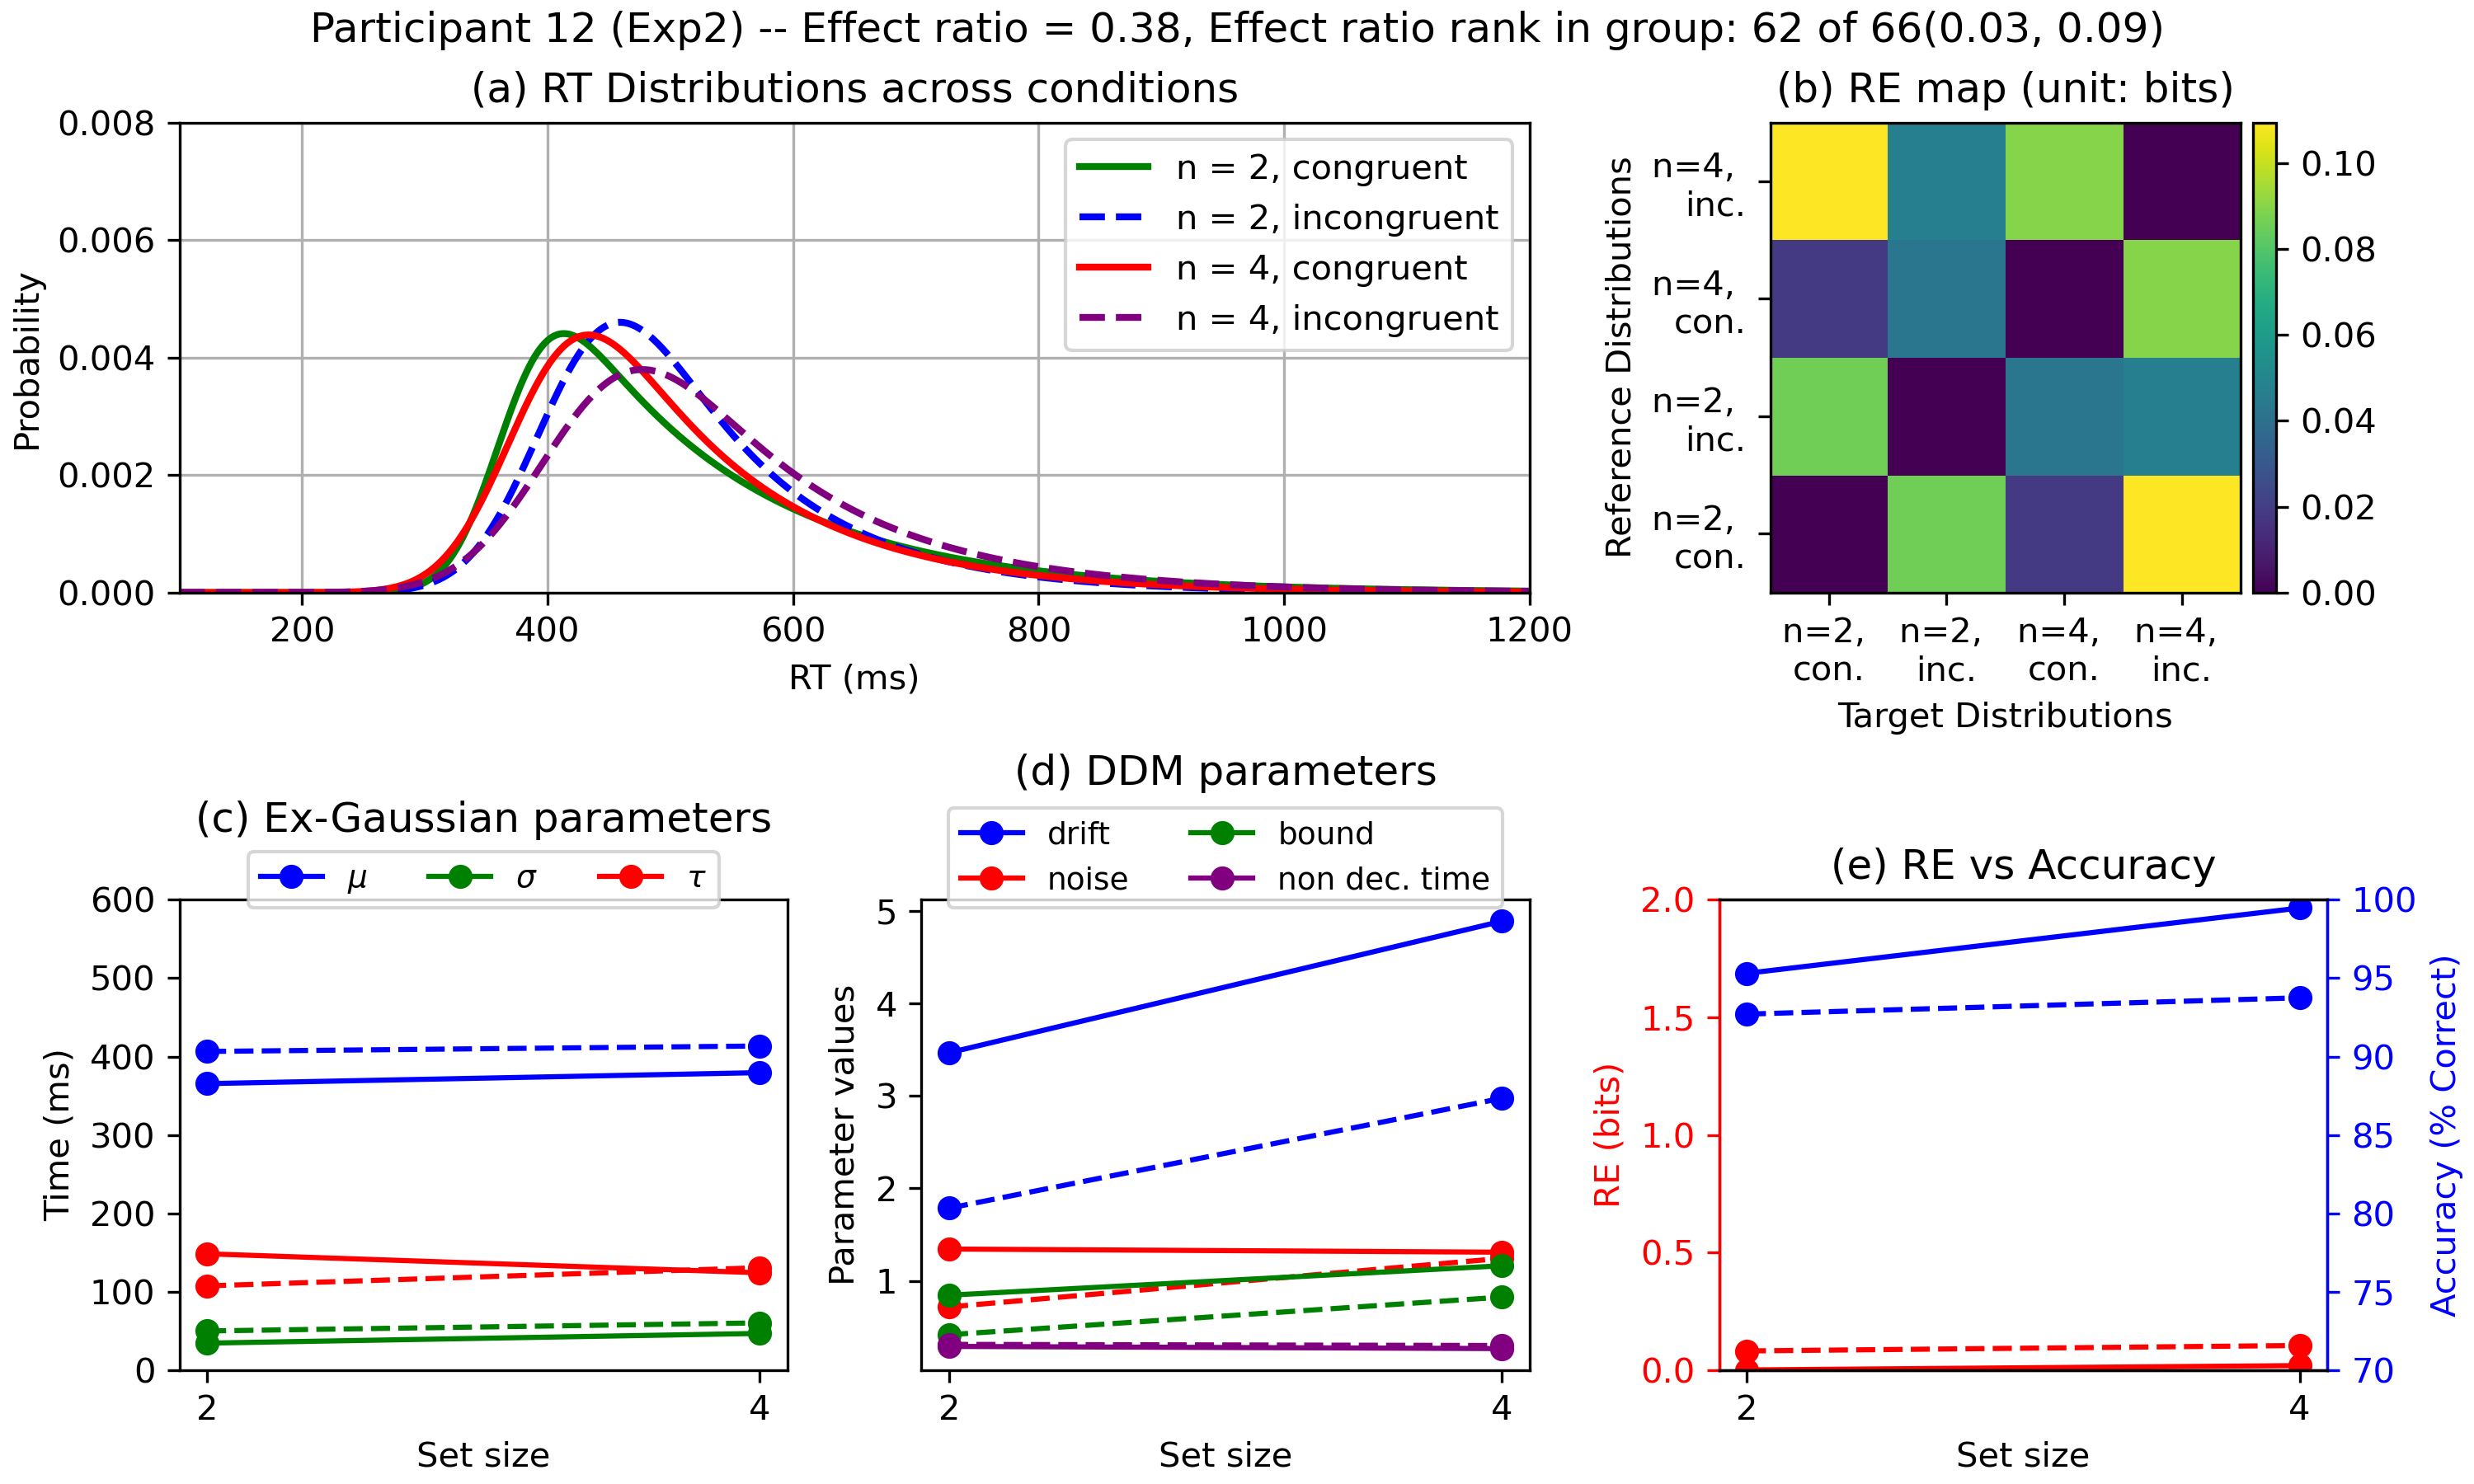 Participant 12 (Exp2) -- Effect ratio = 0.38, Effect ratio rank in group: 62 of 66(0.03, 0.09)
(a) RT Distributions across conditions
0.008
0.006
0.004
0.002
0.000
Probability
n = 2, congruent
n = 2, incongruent
n = 4, congruent
n = 4, incongruent
200
400
600
800
1000
1200
RT (ms)
(b) RE map (unit: bits)
Reference Distributions
n=4,
inc.
n=4,
con.
n=2,
inc.
n=2,
con.
0.10
0.08
0.06
0.04
0.02
0.00
n=2,
con.
n=2,
inc.
n=4,
con.
n=4,
inc.
Target Distributions
(c) Ex-Gaussian parameters
μ
σ
τ
600
500
400
300
200
100
0
Time (ms)
2
4
Set size
(d) DDM parameters
drift
noise
bound
non dec. time
5
4
3
2
1
Parameter values
2
4
Set size
(e) RE vs Accuracy
2.0
1.5
1.0
0.5
0.0
RE (bits)
100
95
90
85
80
75
70
Accuracy (% Correct)
2
4
Set size